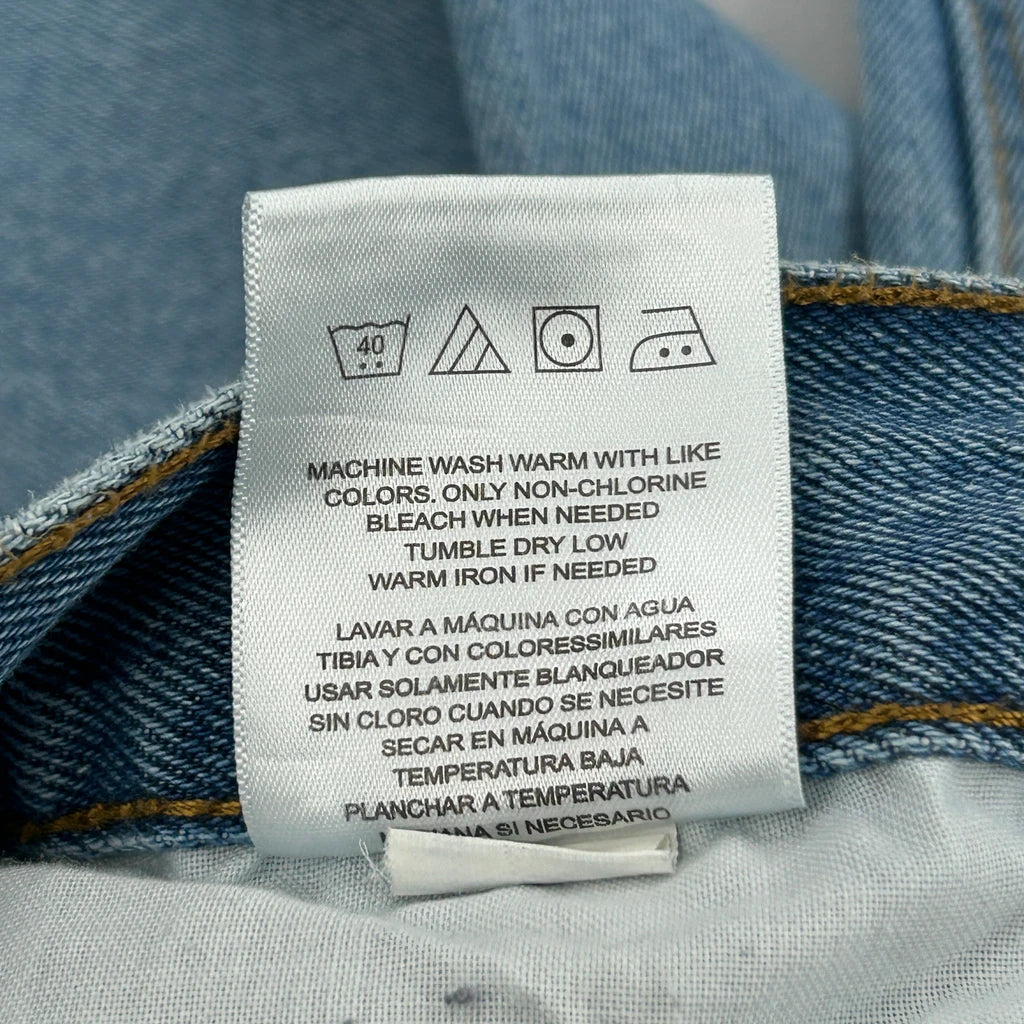 40
MACHINE WASH WARM WITH LIKE
COLORS. ONLY NON-CHLORINE
BLEACH WHEN NEEDED
TUMBLE DRY LOW
WARM IRON IF NEEDED
LAVAR A MÁQUINA CON AGUA
TIBIA Y CON COLORESSIMILARES
USAR SOLAMENTE BLANQUEADOR
SIN CLORO CUANDO SE NECESITE
SECAR EN MÁQUINA A
TEMPERATURA BAJA
PLANCHAR A TEMPERATURA
SI NECESARIO